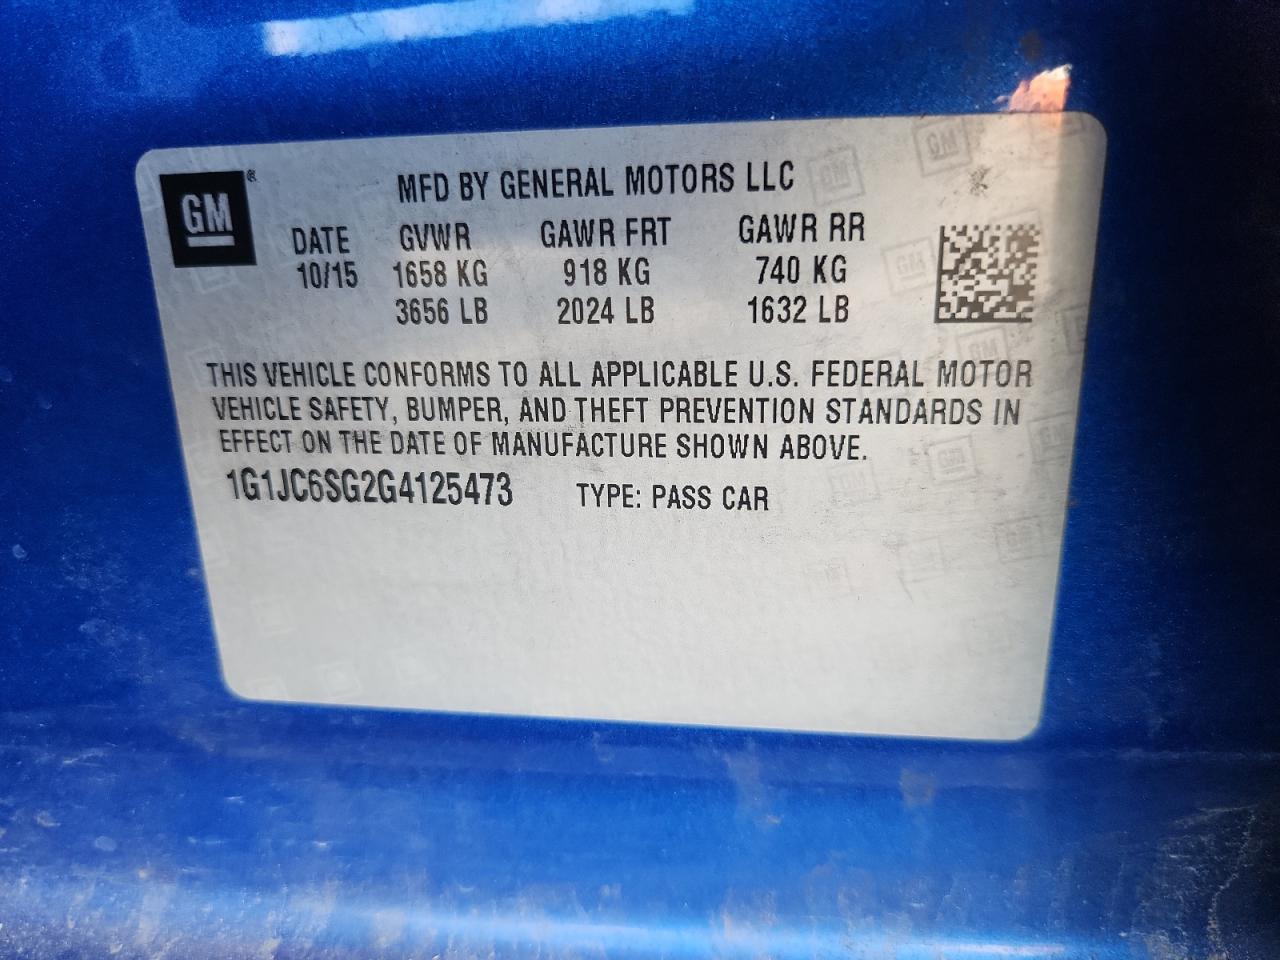 GM®
MFD BY GENERAL MOTORS LLC
DATE GVWR GAWR FRT GAWR RR
10/15 1658 KG 918 KG 740 KG
3656 LB 2024 LB 1632 LB
THIS VEHICLE CONFORMS TO ALL APPLICABLE U.S. FEDERAL MOTOR
VEHICLE SAFETY, BUMPER, AND THEFT PREVENTION STANDARDS IN
EFFECT ON THE DATE OF MANUFACTURE SHOWN ABOVE.
1G1JC6SG2G4125473 TYPE: PASS CAR